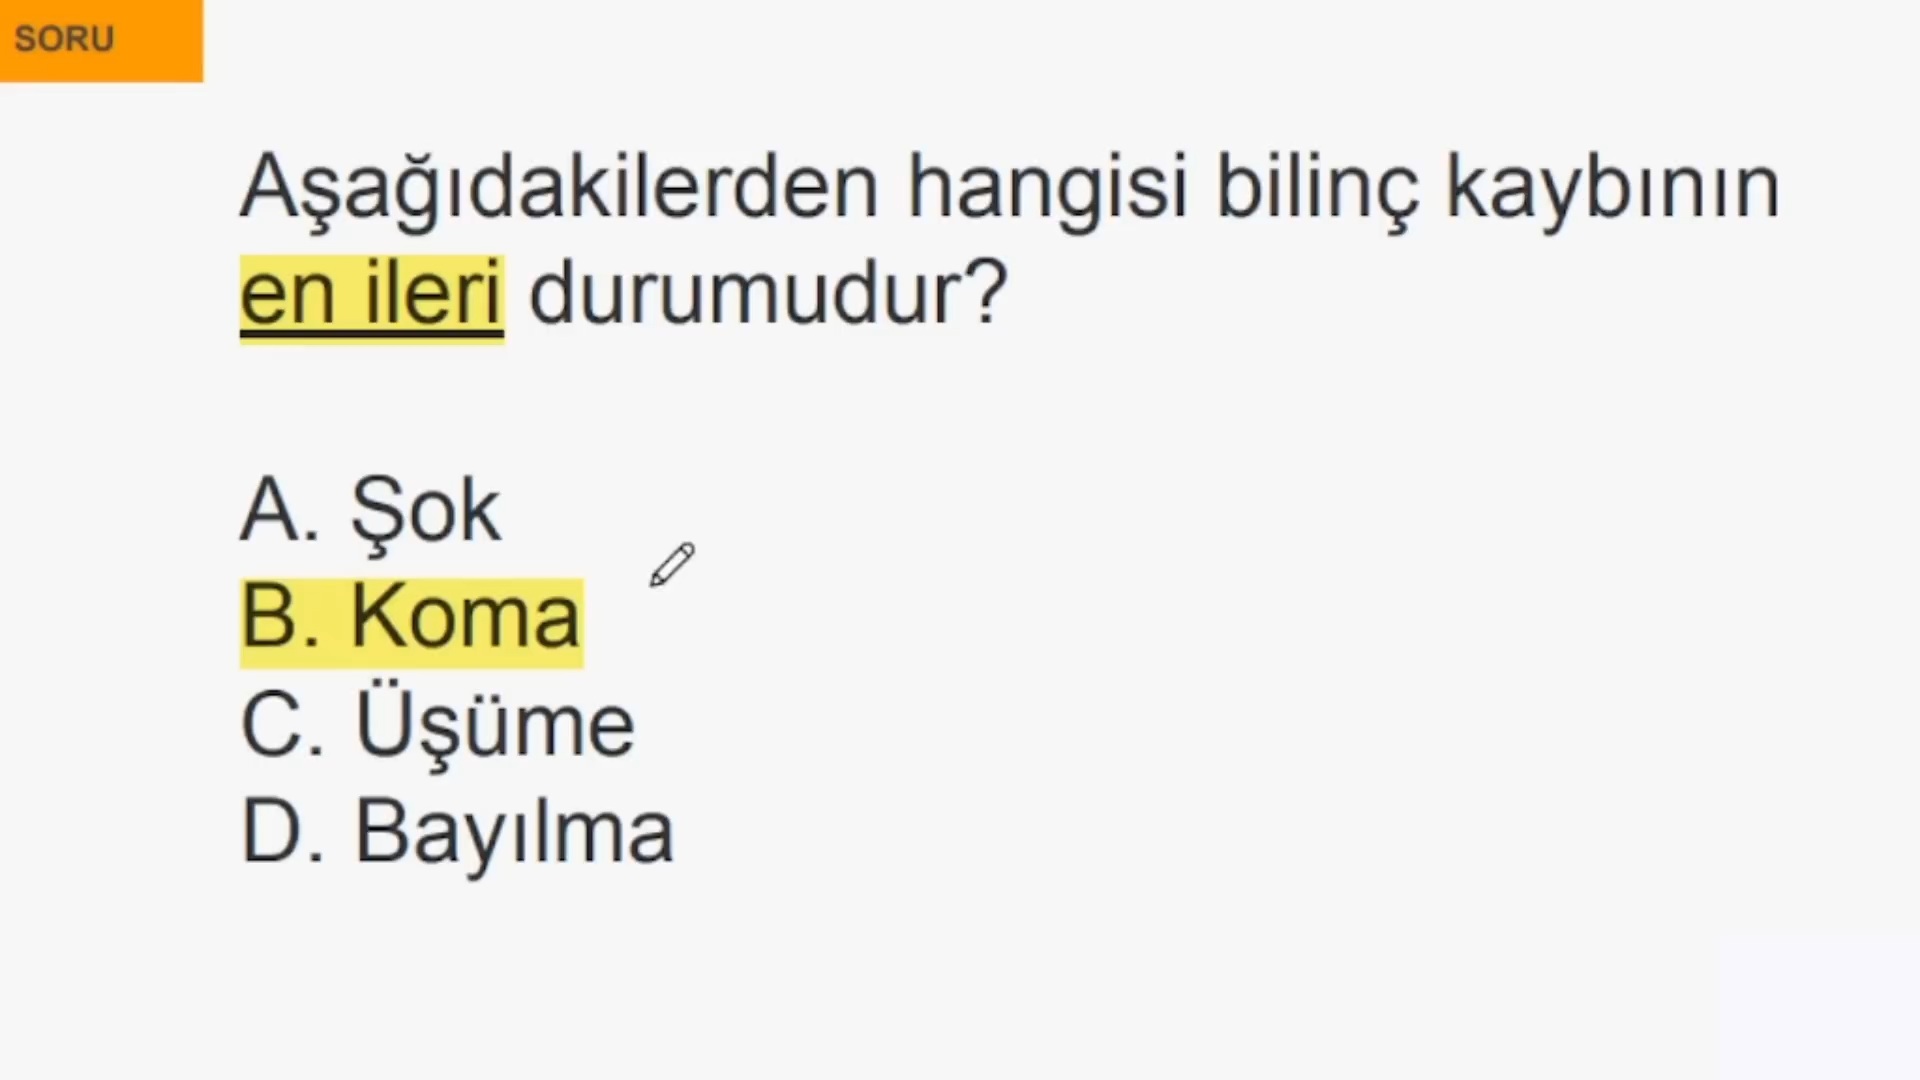 SORU
Aşağıdakilerden hangisi bilinç kaybının
en ileri durumudur?
A. Şok
B. Koma
C. Üşüme
D. Bayılma